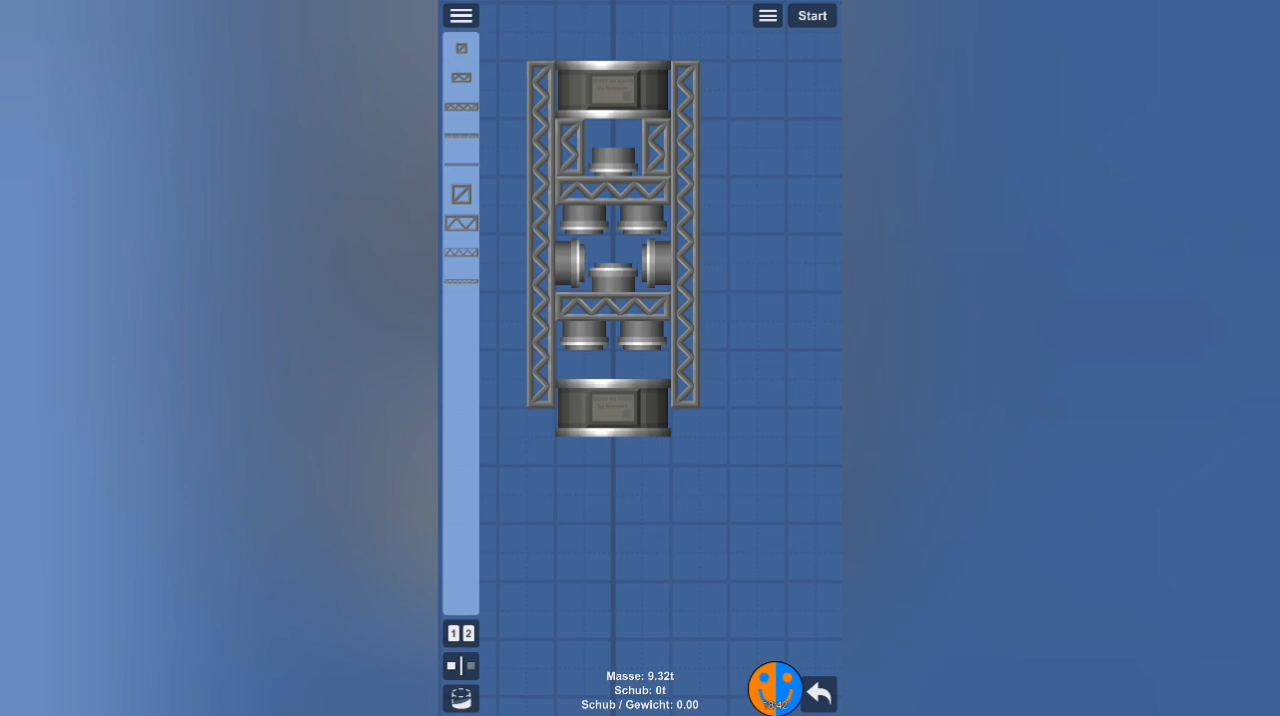 Start
1 2
Masse: 9.32t
Schub: 0t
Schub / Gewicht: 0.00